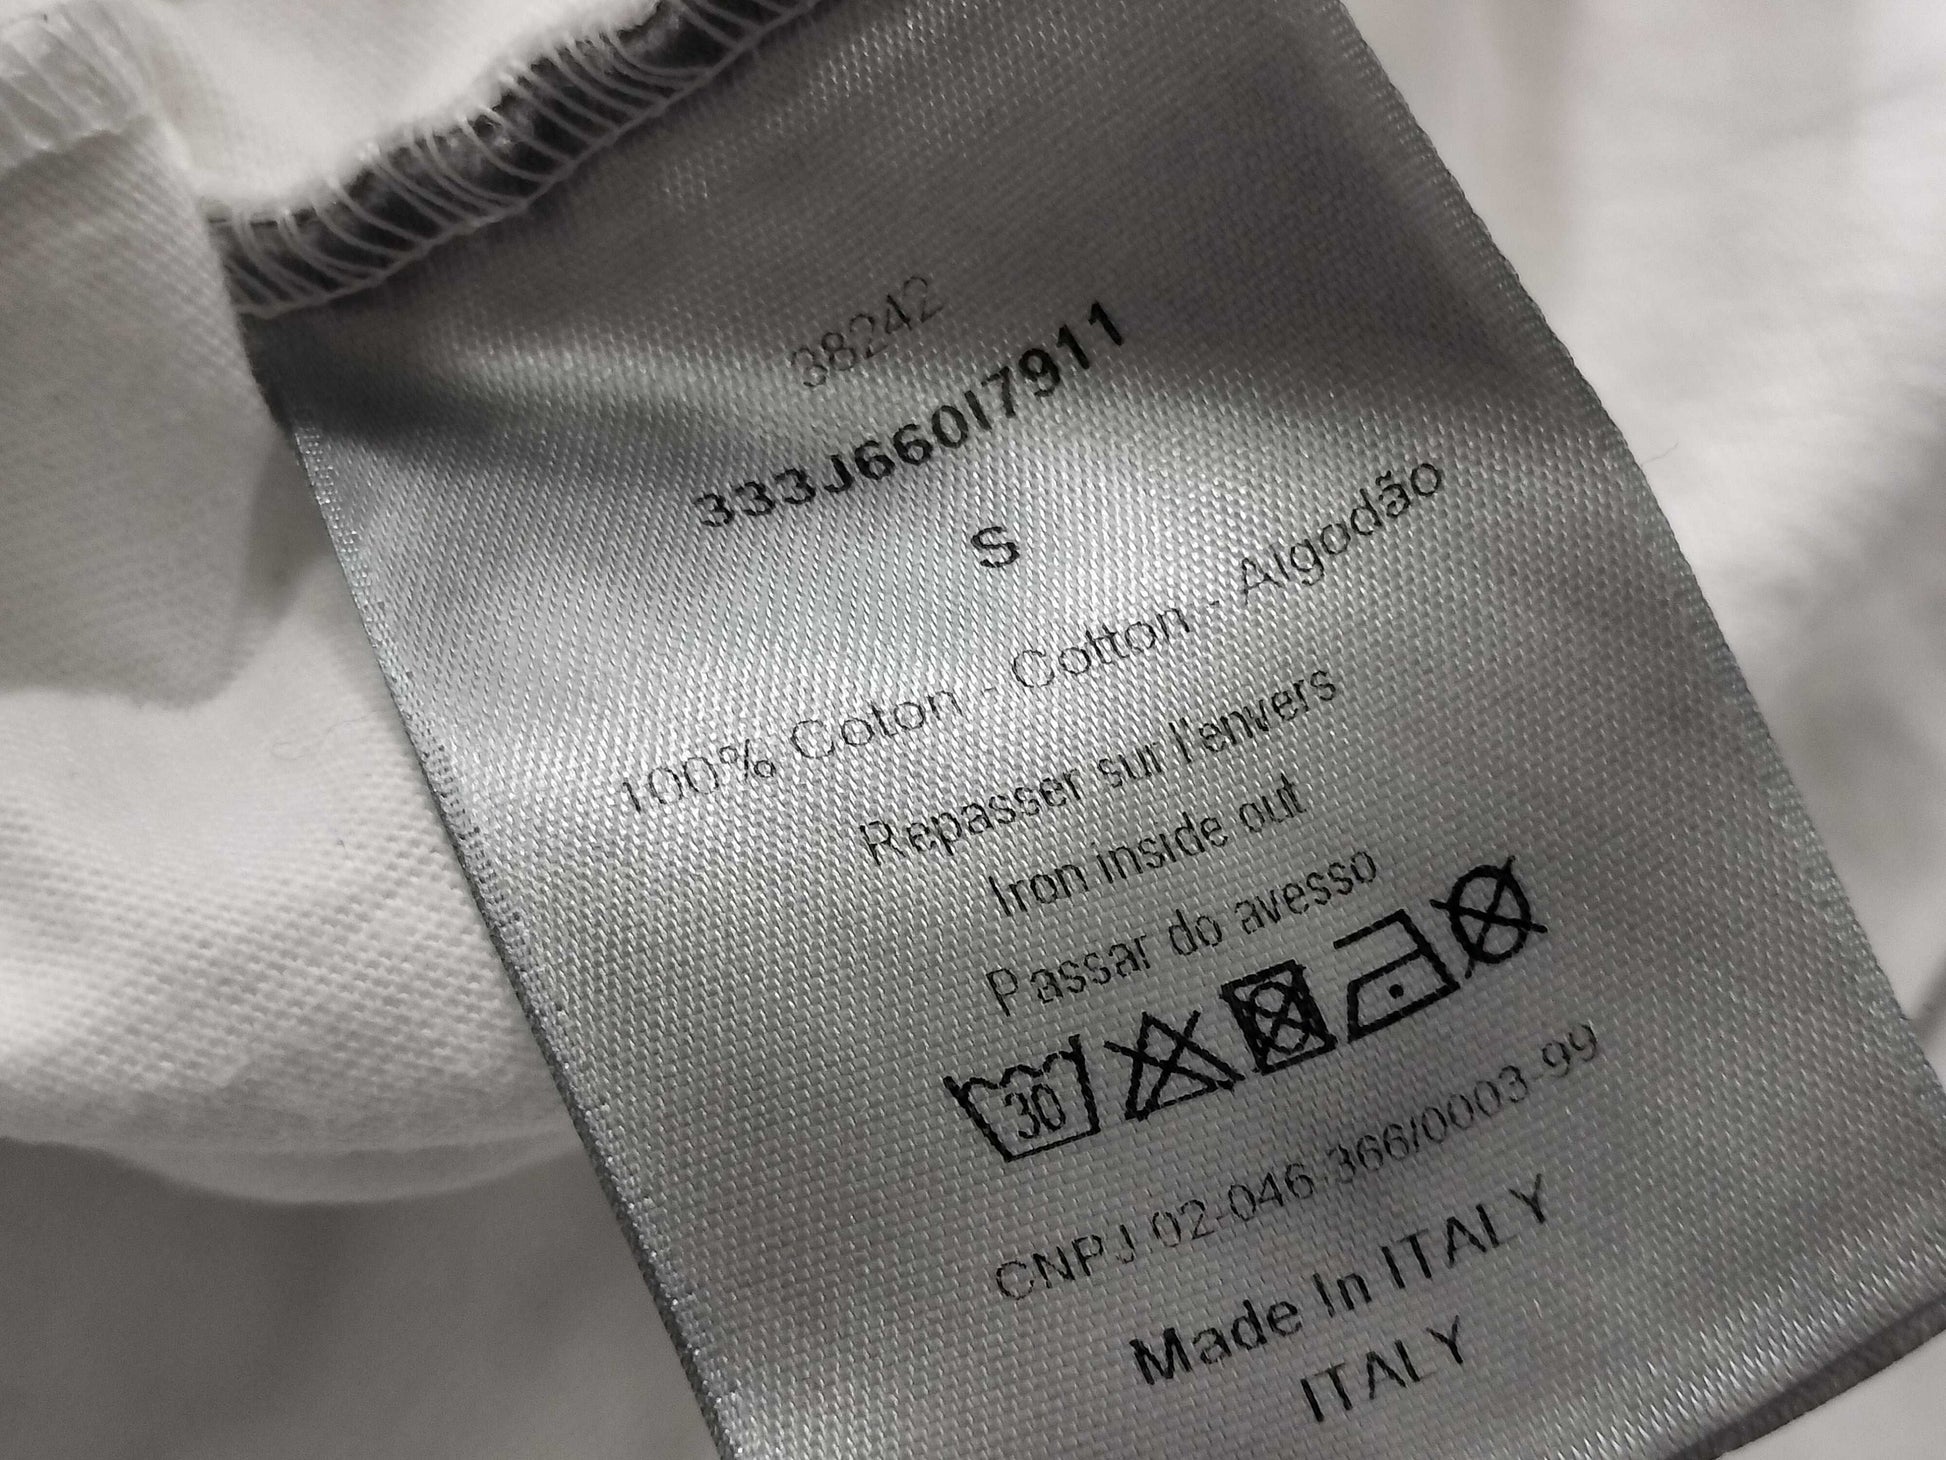 38242
333J660I7911
S
100% Coton - Cotton - Algodão
Repasser sur l'envers
Iron inside out
Passar do avesso
30
CNPJ 02-046.366/0003-99
Made In ITALY
ITALY